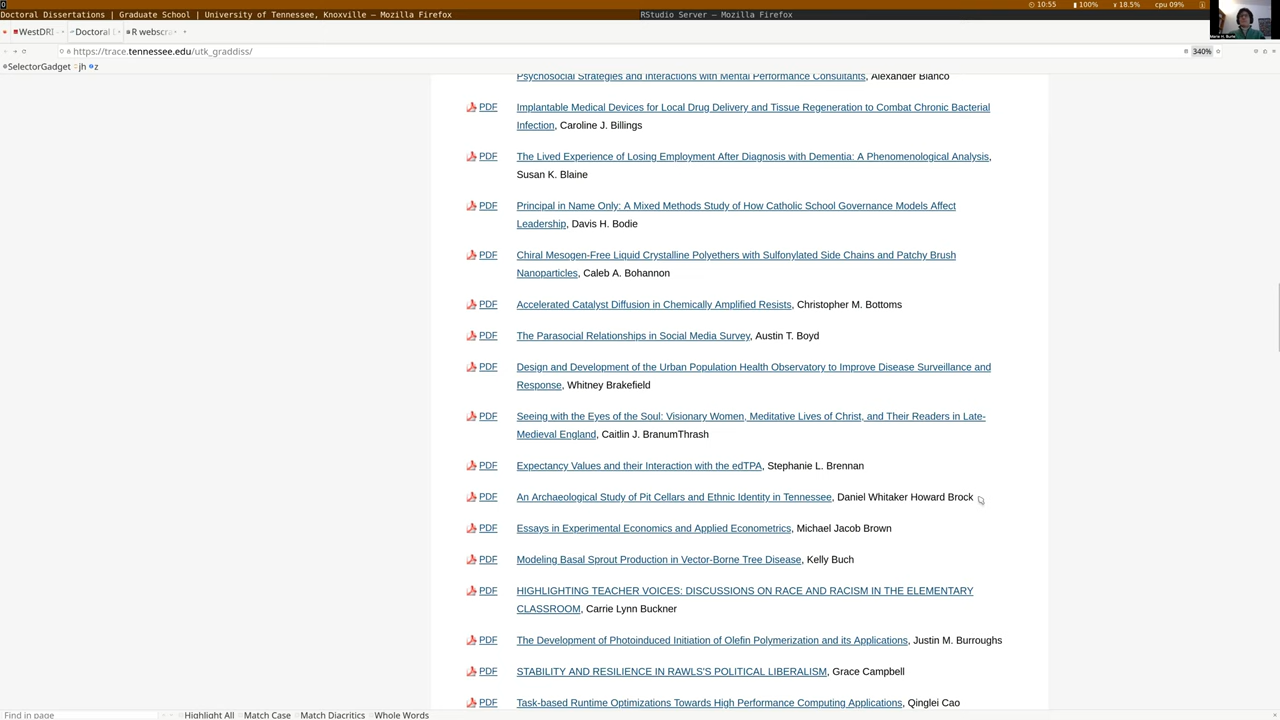 10:55 100% 18.5% cpu 09%
Doctoral Dissertations | Graduate School | University of Tennessee, Knoxville — Mozilla Firefox
RStudio Server — Mozilla Firefox
WestDRI Doctoral R webscra
https://trace.tennessee.edu/utk_graddiss/
340%
SelectorGadget jh z
Psychosocial Strategies and Interactions with Mental Performance Consultants, Alexander Bianco
PDF Implantable Medical Devices for Local Drug Delivery and Tissue Regeneration to Combat Chronic Bacterial
Infection, Caroline J. Billings
PDF The Lived Experience of Losing Employment After Diagnosis with Dementia: A Phenomenological Analysis,
Susan K. Blaine
PDF Principal in Name Only: A Mixed Methods Study of How Catholic School Governance Models Affect
Leadership, Davis H. Bodie
PDF Chiral Mesogen-Free Liquid Crystalline Polyethers with Sulfonylated Side Chains and Patchy Brush
Nanoparticles, Caleb A. Bohannon
PDF Accelerated Catalyst Diffusion in Chemically Amplified Resists, Christopher M. Bottoms
PDF The Parasocial Relationships in Social Media Survey, Austin T. Boyd
PDF Design and Development of the Urban Population Health Observatory to Improve Disease Surveillance and
Response, Whitney Brakefield
PDF Seeing with the Eyes of the Soul: Visionary Women, Meditative Lives of Christ, and Their Readers in Late-
Medieval England, Caitlin J. BranumThrash
PDF Expectancy Values and their Interaction with the edTPA, Stephanie L. Brennan
PDF An Archaeological Study of Pit Cellars and Ethnic Identity in Tennessee, Daniel Whitaker Howard Brock
PDF Essays in Experimental Economics and Applied Econometrics, Michael Jacob Brown
PDF Modeling Basal Sprout Production in Vector-Borne Tree Disease, Kelly Buch
PDF HIGHLIGHTING TEACHER VOICES: DISCUSSIONS ON RACE AND RACISM IN THE ELEMENTARY
CLASSROOM, Carrie Lynn Buckner
PDF The Development of Photoinduced Initiation of Olefin Polymerization and its Applications, Justin M. Burroughs
PDF STABILITY AND RESILIENCE IN RAWLS'S POLITICAL LIBERALISM, Grace Campbell
PDF Task-based Runtime Optimizations Towards High Performance Computing Applications, Qinglei Cao
Find in page Highlight All Match Case Match Diacritics Whole Words